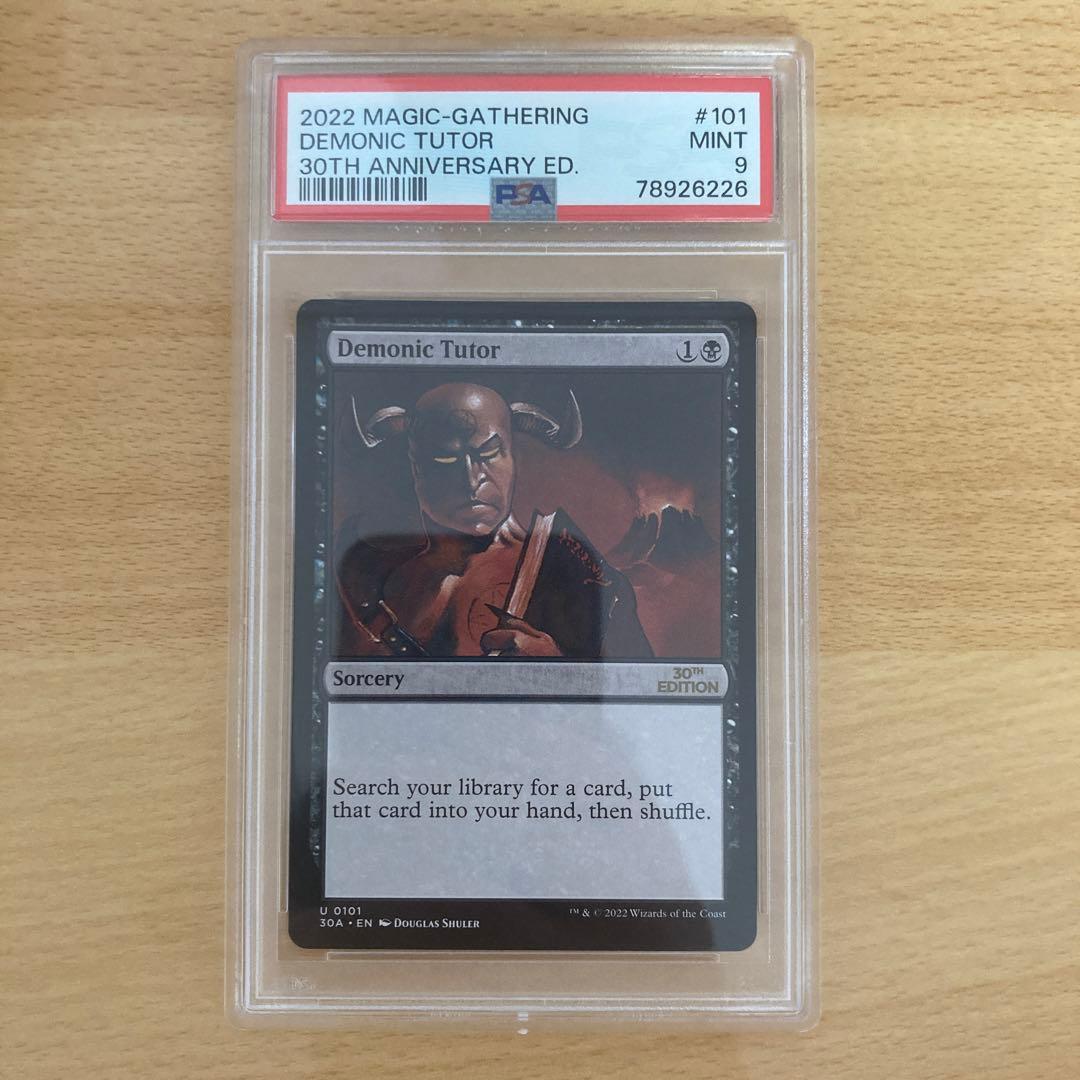 2022 MAGIC-GATHERING #101
DEMONIC TUTOR MINT
30TH ANNIVERSARY ED. 9
PSA 78926226
Demonic Tutor 1
Sorcery 30TH EDITION
Search your library for a card, put
that card into your hand, then shuffle.
U 0101
30A • EN DOUGLAS SHULER
™ & © 2022 Wizards of the Coast